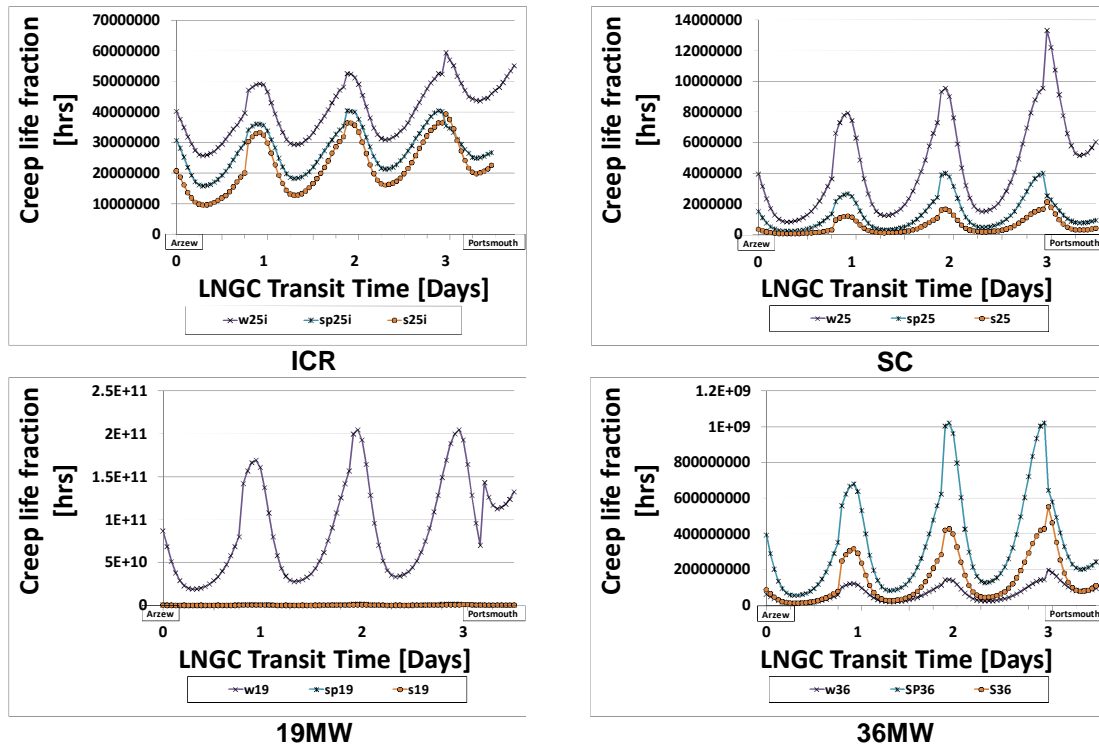 Creep life fraction
[hrs]
70000000
60000000
50000000
40000000
30000000
20000000
10000000
0
Arzew
Portsmouth
0 1 2 3
LNGC Transit Time [Days]
w25i sp25i s25i
ICR
Creep life fraction
[hrs]
14000000
12000000
10000000
8000000
6000000
4000000
2000000
0
Arzew
Portsmouth
0 1 2 3
LNGC Transit Time [Days]
w25 sp25 s25
SC
Creep life fraction
[hrs]
2.5E+11
2E+11
1.5E+11
1E+11
5E+10
0
Arzew
Portsmouth
0 1 2 3
LNGC Transit Time [Days]
w19 sp19 s19
19MW
Creep life fraction
[hrs]
1.2E+09
1E+09
800000000
600000000
400000000
200000000
0
Arzew
Portsmouth
0 1 2 3
LNGC Transit Time [Days]
w36 SP36 S36
36MW